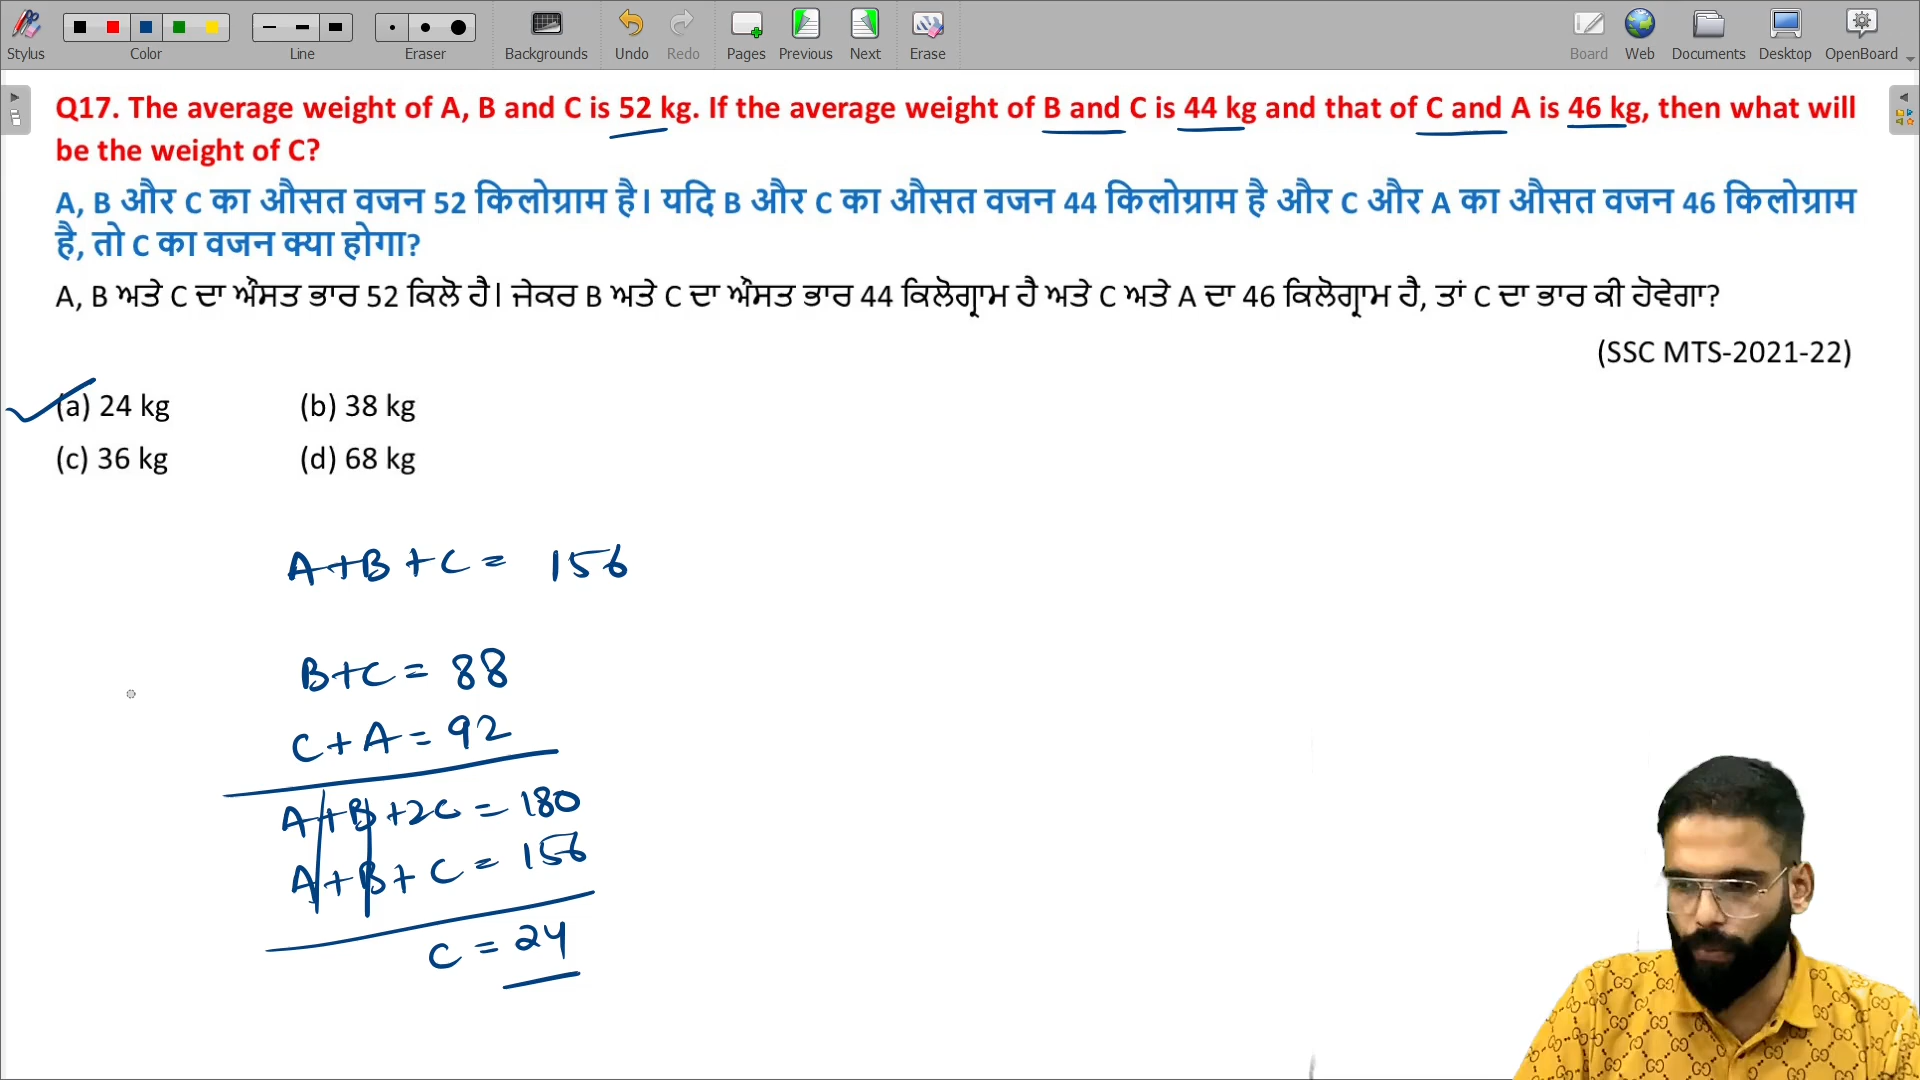 Stylus Color Line Eraser Backgrounds Undo Redo Pages Previous Next Erase Board Web Documents Desktop OpenBoard
Q17. The average weight of A, B and C is 52 kg. If the average weight of B and C is 44 kg and that of C and A is 46 kg, then what will
be the weight of C?
A, B और C का औसत वजन 52 किलोग्राम है। यदि B और C का औसत वजन 44 किलोग्राम है और C और A का औसत वजन 46 किलोग्राम
है, तो C का वजन क्या होगा?
A, B ਅਤੇ C ਦਾ ਔਸਤ ਭਾਰ 52 ਕਿਲੋ ਹੈ। ਜੇਕਰ B ਅਤੇ C ਦਾ ਔਸਤ ਭਾਰ 44 ਕਿਲੋਗ੍ਰਾਮ ਹੈ ਅਤੇ C ਅਤੇ A ਦਾ 46 ਕਿਲੋਗ੍ਰਾਮ ਹੈ, ਤਾਂ C ਦਾ ਭਾਰ ਕੀ ਹੋਵੇਗਾ?
(SSC MTS-2021-22)
(a) 24 kg (b) 38 kg
(c) 36 kg (d) 68 kg
A+B+C= 156
B+C= 88
C+A= 92
A+B+2C = 180
A+B+C = 156
C = 24